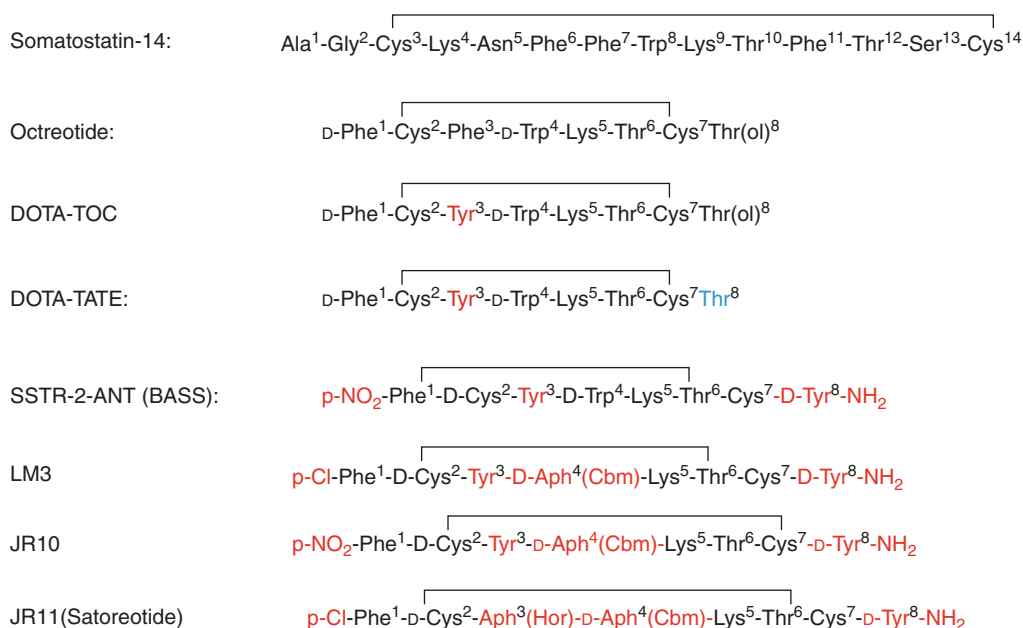 Somatostatin-14: Ala¹-Gly²-Cys³-Lys⁴-Asn⁵-Phe⁶-Phe⁷-Trp⁸-Lys⁹-Thr¹⁰-Phe¹¹-Thr¹²-Ser¹³-Cys¹⁴
Octreotide: D-Phe¹-Cys²-Phe³-D-Trp⁴-Lys⁵-Thr⁶-Cys⁷Thr(ol)⁸
DOTA-TOC D-Phe¹-Cys²-Tyr³-D-Trp⁴-Lys⁵-Thr⁶-Cys⁷Thr(ol)⁸
DOTA-TATE: D-Phe¹-Cys²-Tyr³-D-Trp⁴-Lys⁵-Thr⁶-Cys⁷Thr⁸
SSTR-2-ANT (BASS): p-NO₂-Phe¹-D-Cys²-Tyr³-D-Trp⁴-Lys⁵-Thr⁶-Cys⁷-D-Tyr⁸-NH₂
LM3 p-Cl-Phe¹-D-Cys²-Tyr³-D-Aph⁴(Cbm)-Lys⁵-Thr⁶-Cys⁷-D-Tyr⁸-NH₂
JR10 p-NO₂-Phe¹-D-Cys²-Tyr³-D-Aph⁴(Cbm)-Lys⁵-Thr⁶-Cys⁷-D-Tyr⁸-NH₂
JR11(Satoreotide) p-Cl-Phe¹-D-Cys²-Aph³(Hor)-D-Aph⁴(Cbm)-Lys⁵-Thr⁶-Cys⁷-D-Tyr⁸-NH₂